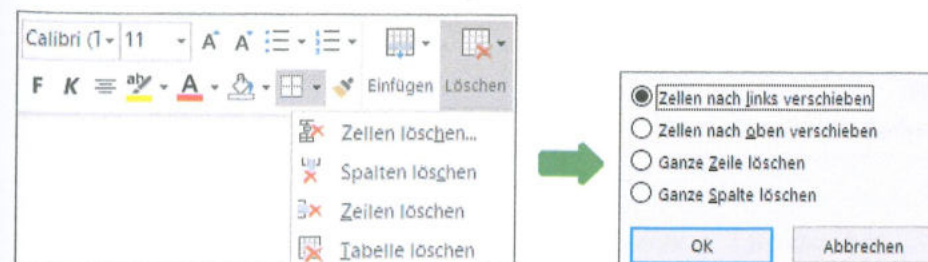 Calibri (T 11 A A
F K ab A Einfügen Löschen
Zellen löschen...
Spalten löschen
Zeilen löschen
Tabelle löschen
Zellen nach links verschieben
Zellen nach oben verschieben
Ganze Zeile löschen
Ganze Spalte löschen
OK Abbrechen